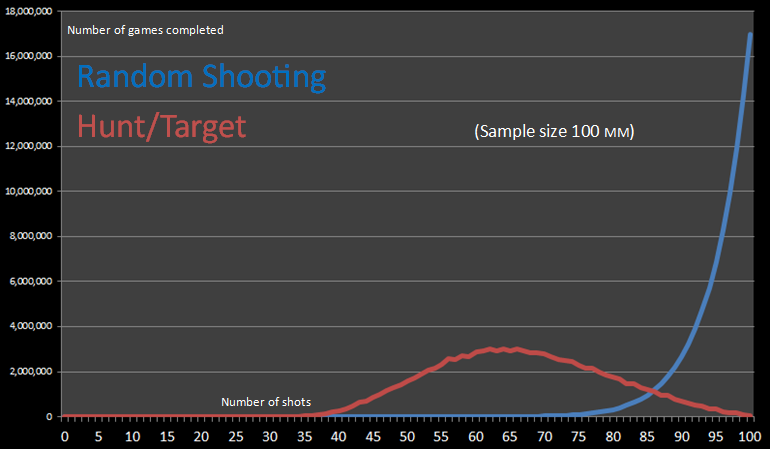 18,000,000
Number of games completed
16,000,000
Random Shooting
14,000,000
Hunt/Target
(Sample size 100 MM)
12,000,000
10,000,000
8,000,000
6,000,000
4,000,000
2,000,000
Number of shots
0
0 5 10 15 20 25 30 35 40 45 50 55 60 65 70 75 80 85 90 95 100